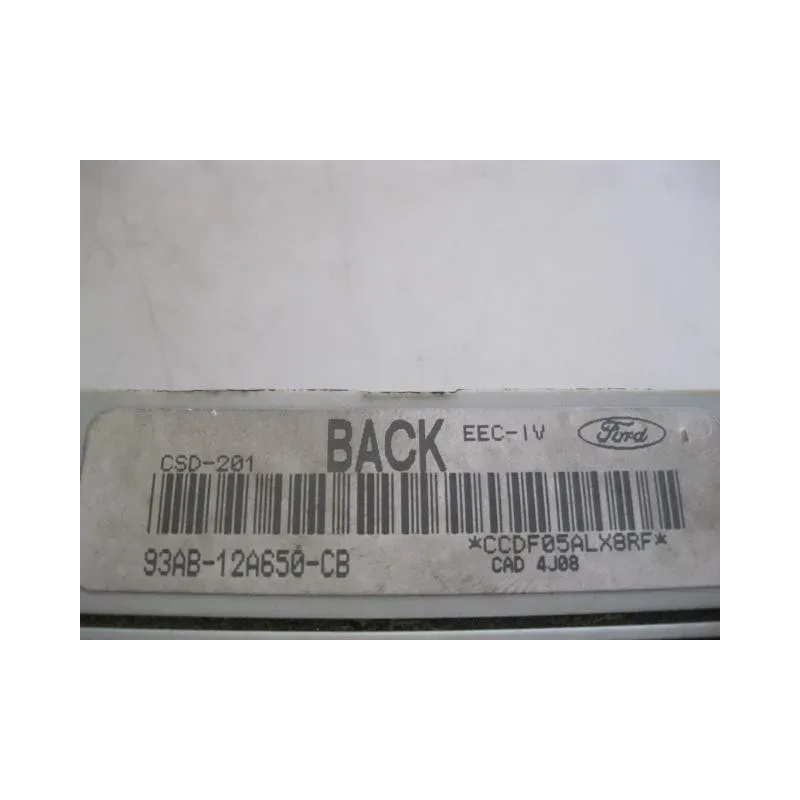 BACK EEC-IV Ford
CSD-201
*CCDF05ALX8RF*
93AB-12A650-CB
CAD 4J08